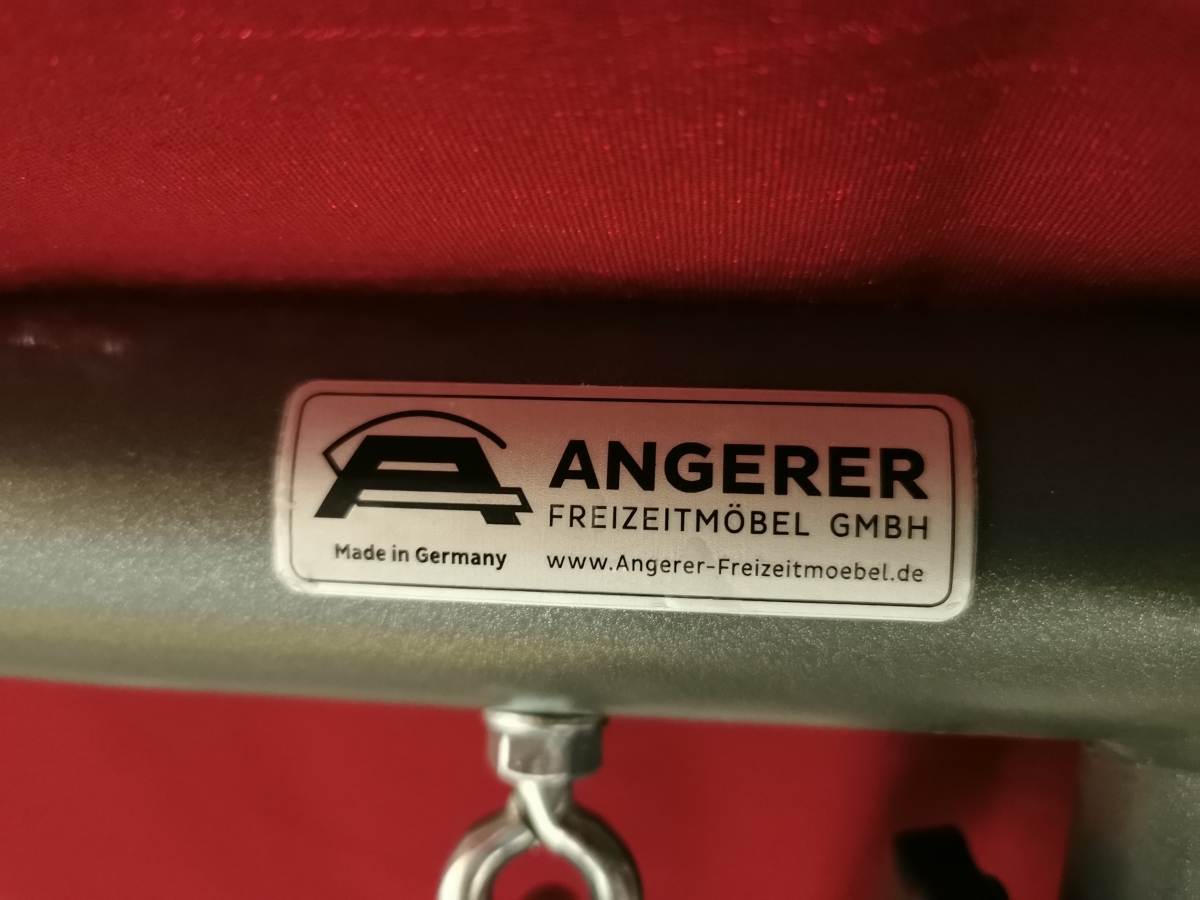 ANGERER
FREIZEITMÖBEL GMBH
Made in Germany
www.Angerer-Freizeitmoebel.de